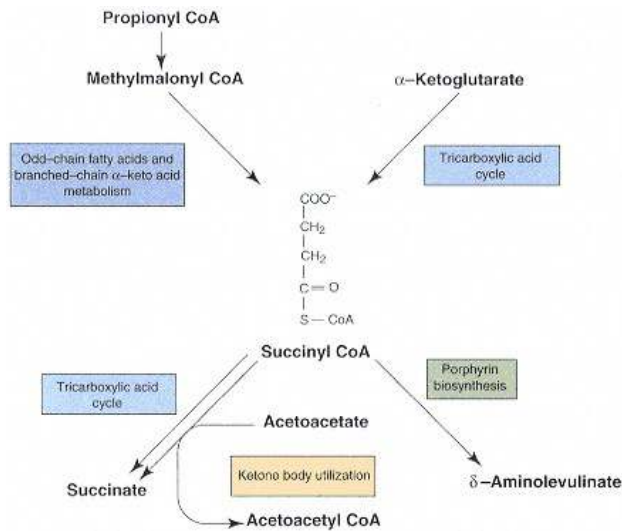 Propionyl CoA
Methylmalonyl CoA
α–Ketoglutarate
Odd–chain fatty acids and
branched–chain α–keto acid
metabolism
Tricarboxylic acid
cycle
COO⁻
CH₂
CH₂
C=O
S—CoA
Succinyl CoA
Tricarboxylic acid
cycle
Porphyrin
biosynthesis
Acetoacetate
Ketone body utilization
Succinate
δ–Aminolevulinate
Acetoacetyl CoA